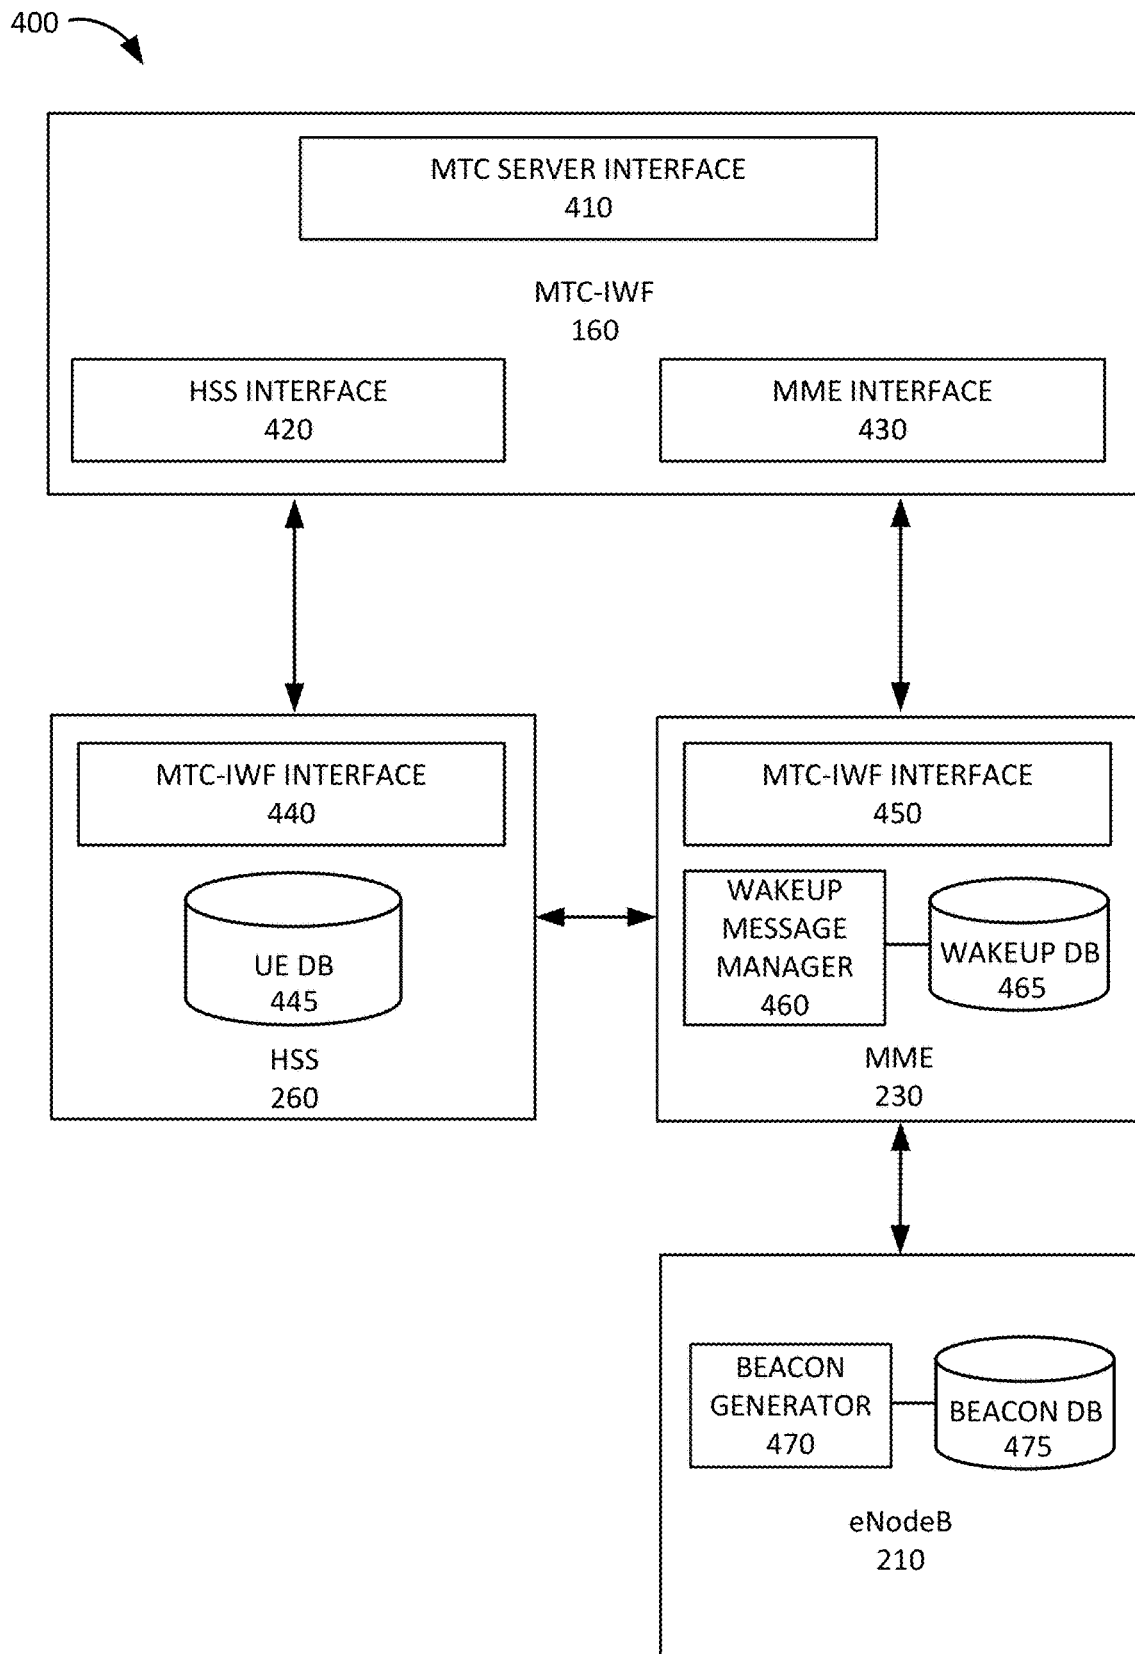 400
MTC SERVER INTERFACE
410
MTC-IWF
160
HSS INTERFACE
420
MME INTERFACE
430
MTC-IWF INTERFACE
440
UE DB
445
HSS
260
MTC-IWF INTERFACE
450
WAKEUP
MESSAGE
MANAGER
460
WAKEUP DB
465
MME
230
BEACON
GENERATOR
470
BEACON DB
475
eNodeB
210